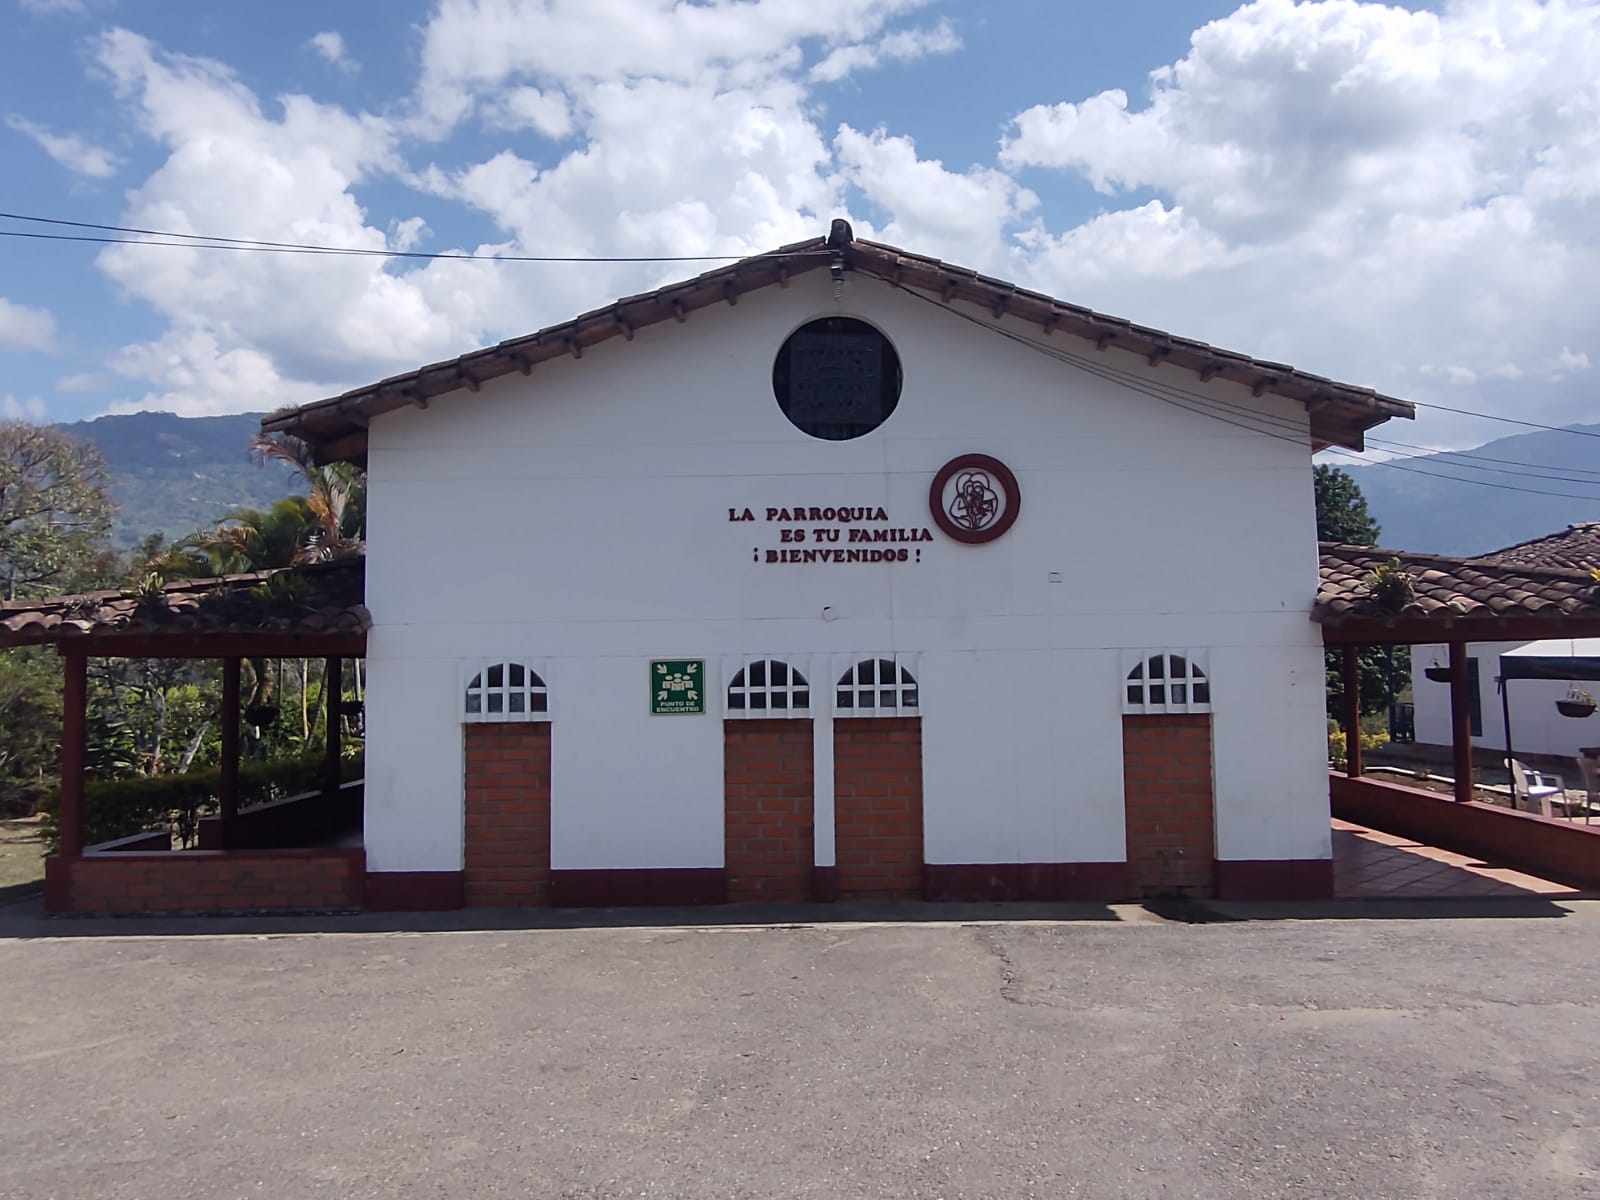 LA PARROQUIA
ES TU FAMILIA
¡BIENVENIDOS!
PUNTO DE
ENCUENTRO